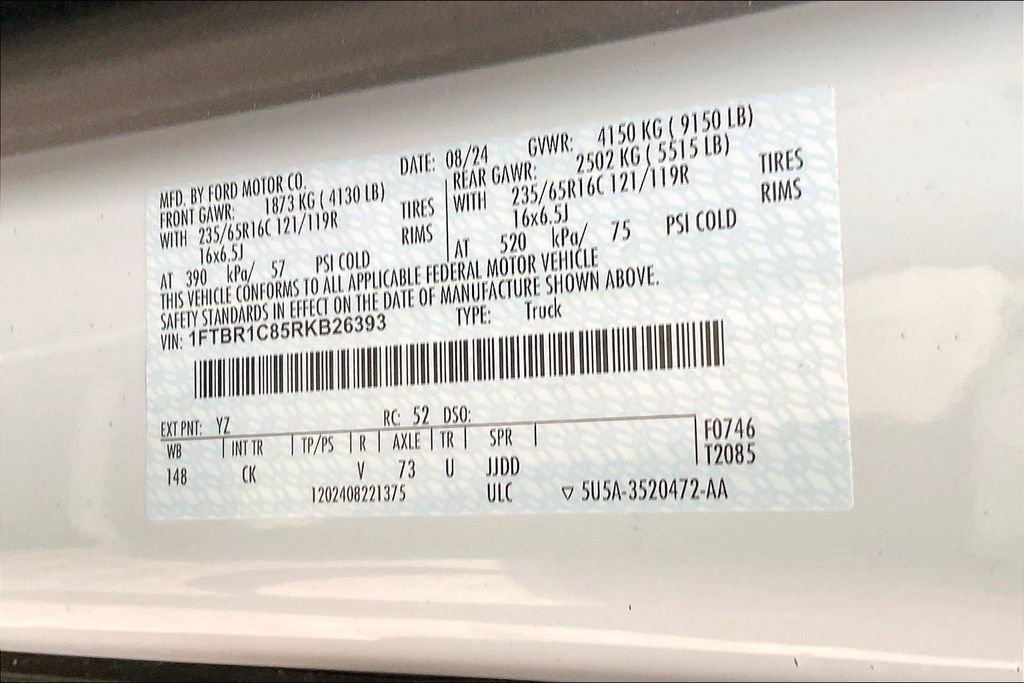 MFD. BY FORD MOTOR CO. DATE: 08/24 GVWR: 4150 KG ( 9150 LB)
FRONT GAWR: 1873 KG ( 4130 LB) REAR GAWR: 2502 KG ( 5515 LB)
WITH 235/65R16C 121/119R TIRES WITH 235/65R16C 121/119R TIRES
16x6.5J RIMS 16x6.5J RIMS
AT 390 kPa/ 57 PSI COLD AT 520 kPa/ 75 PSI COLD
THIS VEHICLE CONFORMS TO ALL APPLICABLE FEDERAL MOTOR VEHICLE
SAFETY STANDARDS IN EFFECT ON THE DATE OF MANUFACTURE SHOWN ABOVE.
VIN: 1FTBR1C85RKB26393 TYPE: Truck
EXT PNT: YZ RC: 52 DSO:
WB INT TR TP/PS R AXLE TR SPR F0746
148 CK V 73 U JJDD T2085
1202408221375 ULC ▽ 5U5A-3520472-AA